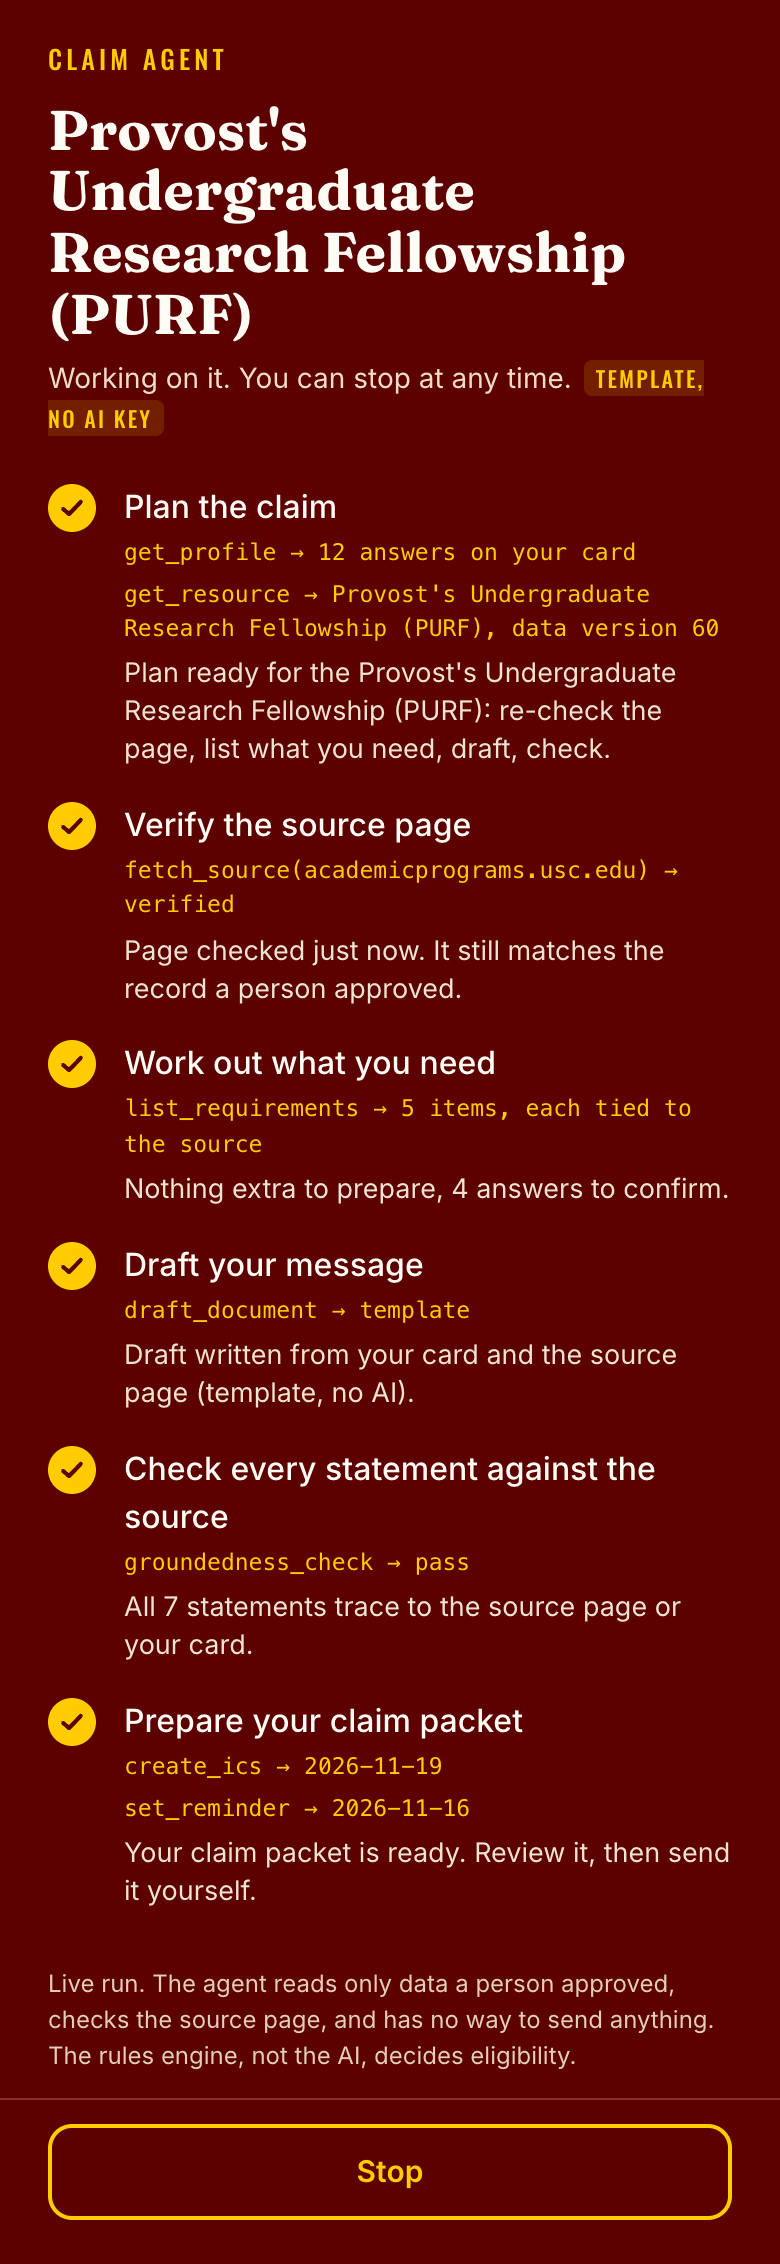 CLAIM AGENT
Provost's
Undergraduate
Research Fellowship
(PURF)
Working on it. You can stop at any time. TEMPLATE,
NO AI KEY
Plan the claim
get_profile → 12 answers on your card
get_resource → Provost's Undergraduate
Research Fellowship (PURF), data version 60
Plan ready for the Provost's Undergraduate
Research Fellowship (PURF): re-check the
page, list what you need, draft, check.
Verify the source page
fetch_source(academicprograms.usc.edu) →
verified
Page checked just now. It still matches the
record a person approved.
Work out what you need
list_requirements → 5 items, each tied to
the source
Nothing extra to prepare, 4 answers to confirm.
Draft your message
draft_document → template
Draft written from your card and the source
page (template, no AI).
Check every statement against the
source
groundedness_check → pass
All 7 statements trace to the source page or
your card.
Prepare your claim packet
create_ics → 2026-11-19
set_reminder → 2026-11-16
Your claim packet is ready. Review it, then send
it yourself.
Live run. The agent reads only data a person approved,
checks the source page, and has no way to send anything.
The rules engine, not the AI, decides eligibility.
Stop